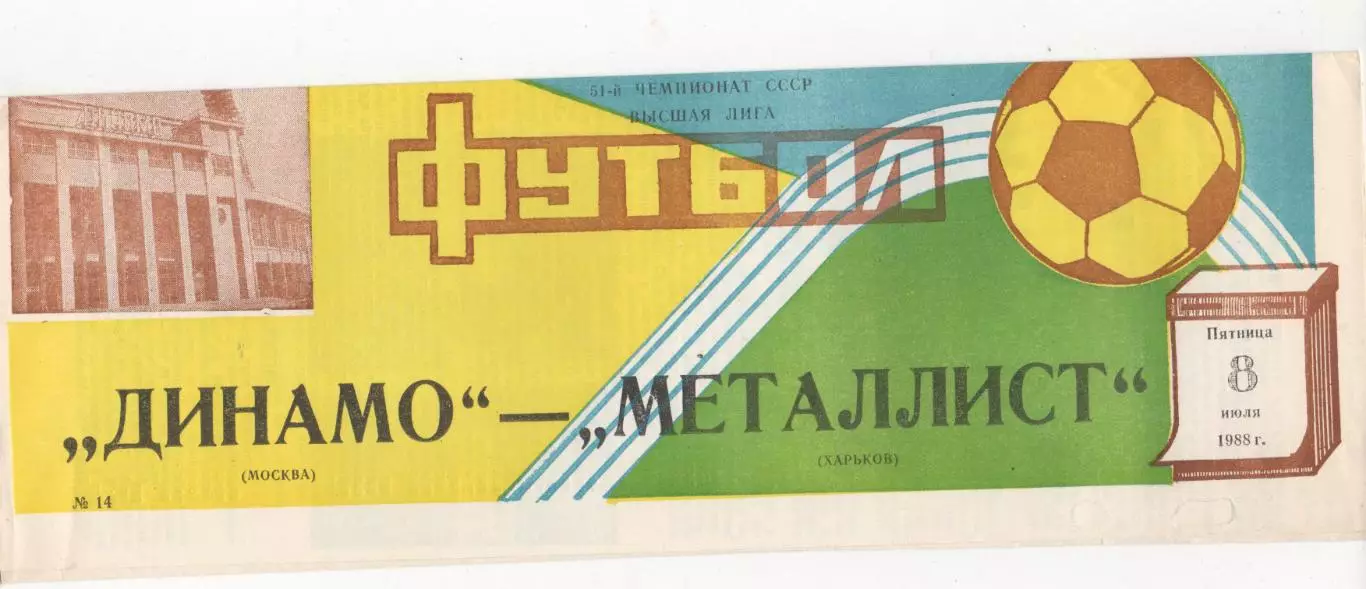 51-й ЧЕМПИОНАТ СССР
ВЫСШАЯ ЛИГА
ФУТБОЛ
„ДИНАМО“ — „МЕТАЛЛИСТ“
(МОСКВА)
(ХАРЬКОВ)
№ 14
Пятница
8
июля
1988 г.